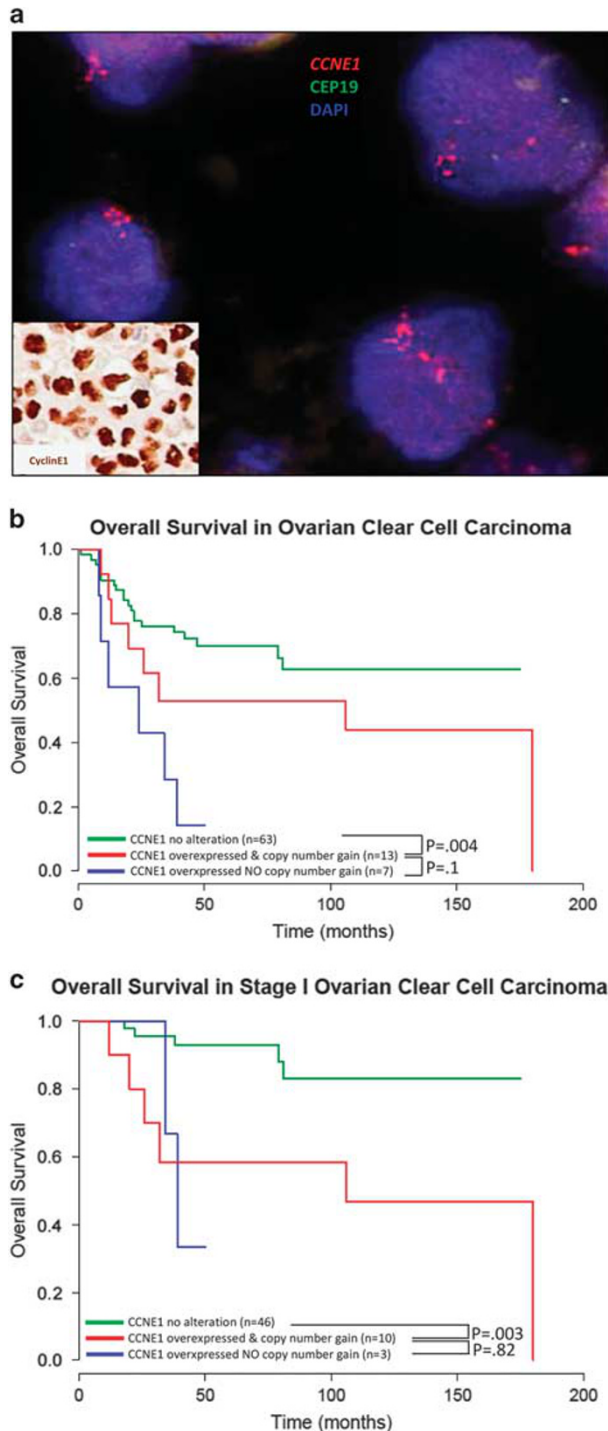 a
CCNE1
CEP19
DAPI
CyclinE1
b
Overall Survival in Ovarian Clear Cell Carcinoma
Overall Survival
1.0
0.8
0.6
0.4
0.2
0.0
CCNE1 no alteration (n=63)
CCNE1 overexpressed & copy number gain (n=13)
CCNE1 overxpressed NO copy number gain (n=7)
P=.004
P=.1
0 50 100 150 200
Time (months)
c
Overall Survival in Stage I Ovarian Clear Cell Carcinoma
Overall Survival
1.0
0.8
0.6
0.4
0.2
0.0
CCNE1 no alteration (n=46)
CCNE1 overexpressed & copy number gain (n=10)
CCNE1 overxpressed NO copy number gain (n=3)
P=.003
P=.82
0 50 100 150 200
Time (months)